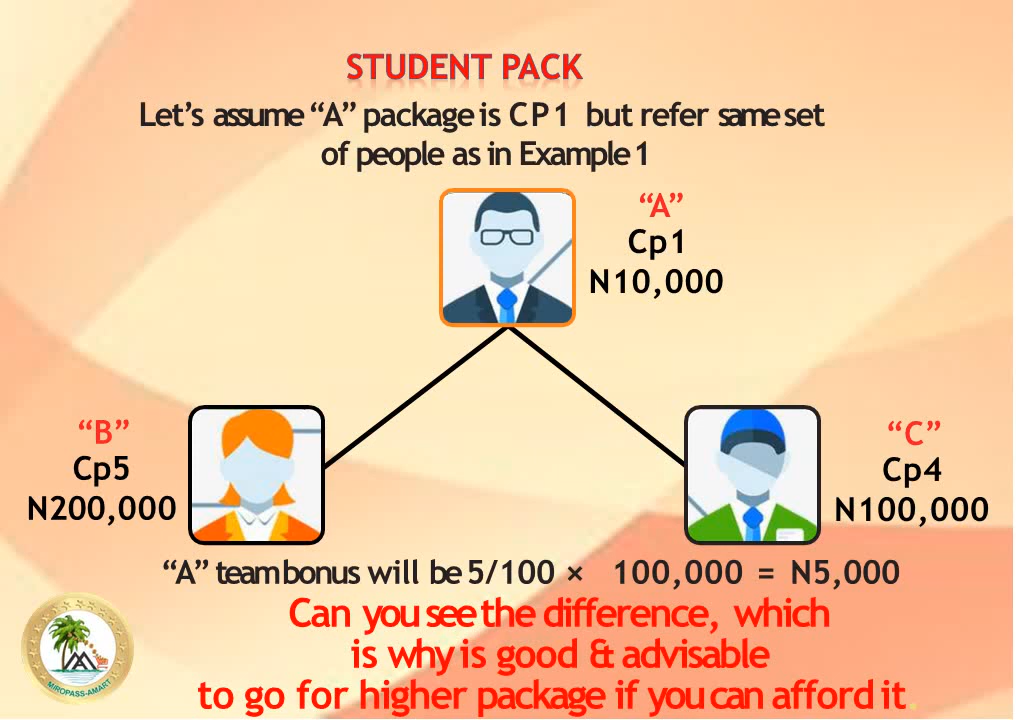 STUDENT PACK
Let's assume “A” package is CP1 but refer same set
of people as in Example 1
“A”
Cp1
N10,000
“B”
Cp5
N200,000
“C”
Cp4
N100,000
“A” team bonus will be 5/100 × 100,000 = N5,000
Can you see the difference, which
is why is good & advisable
to go for higher package if you can afford it.
MIROPASS-AMART